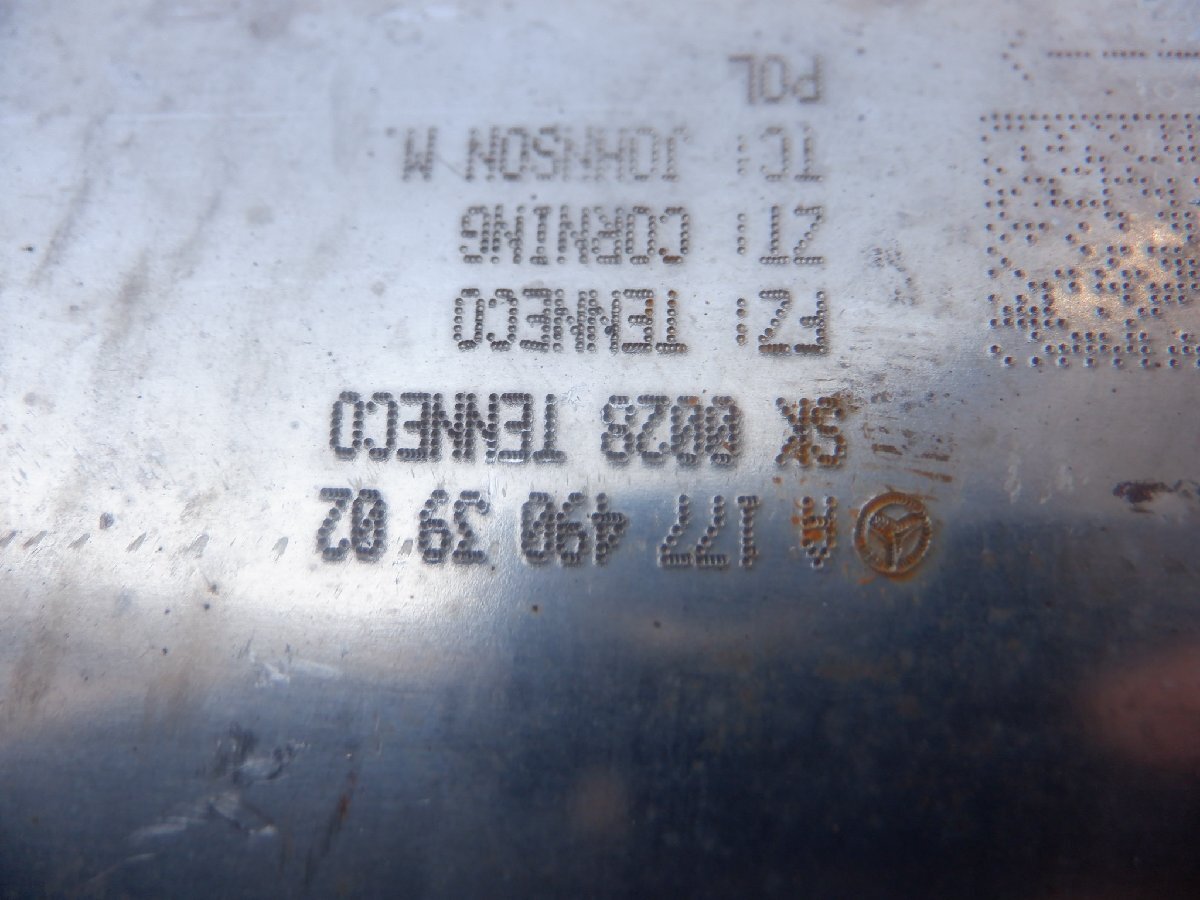 A 177 490 39 02
SK 0028 TENNECO
FZ: TENNECO
ZT: CORNING
TC: JOHNSON M.
POL